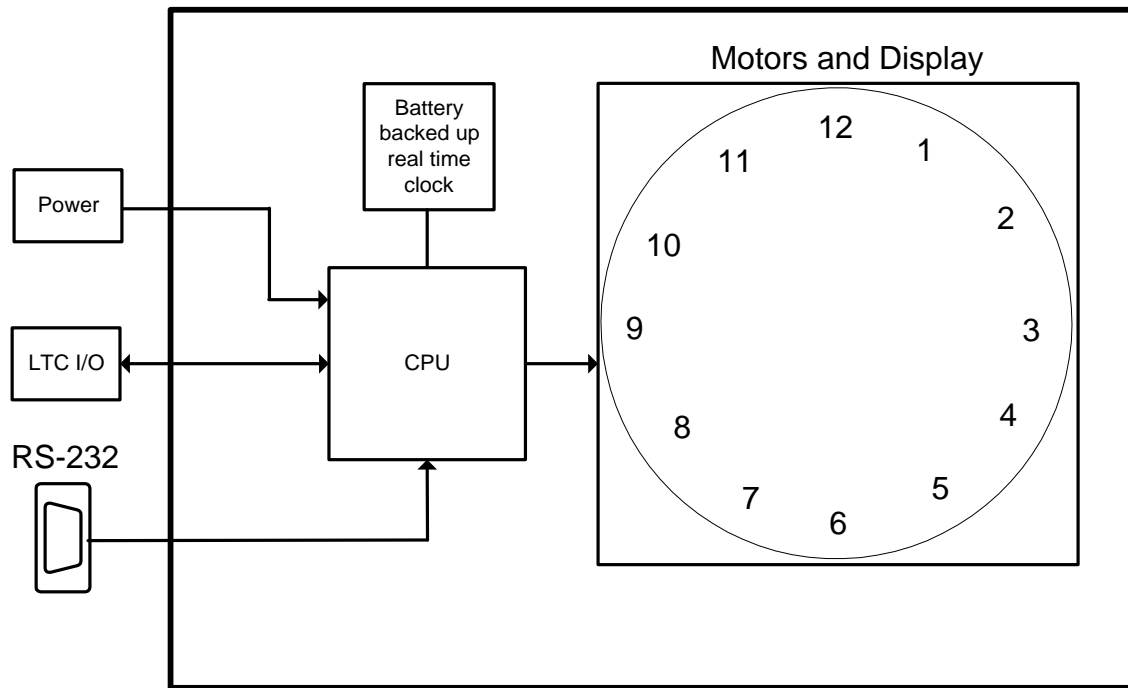 Motors and Display
Battery
backed up
real time
clock
Power
LTC I/O
CPU
RS-232
12
1
2
3
4
5
6
7
8
9
10
11